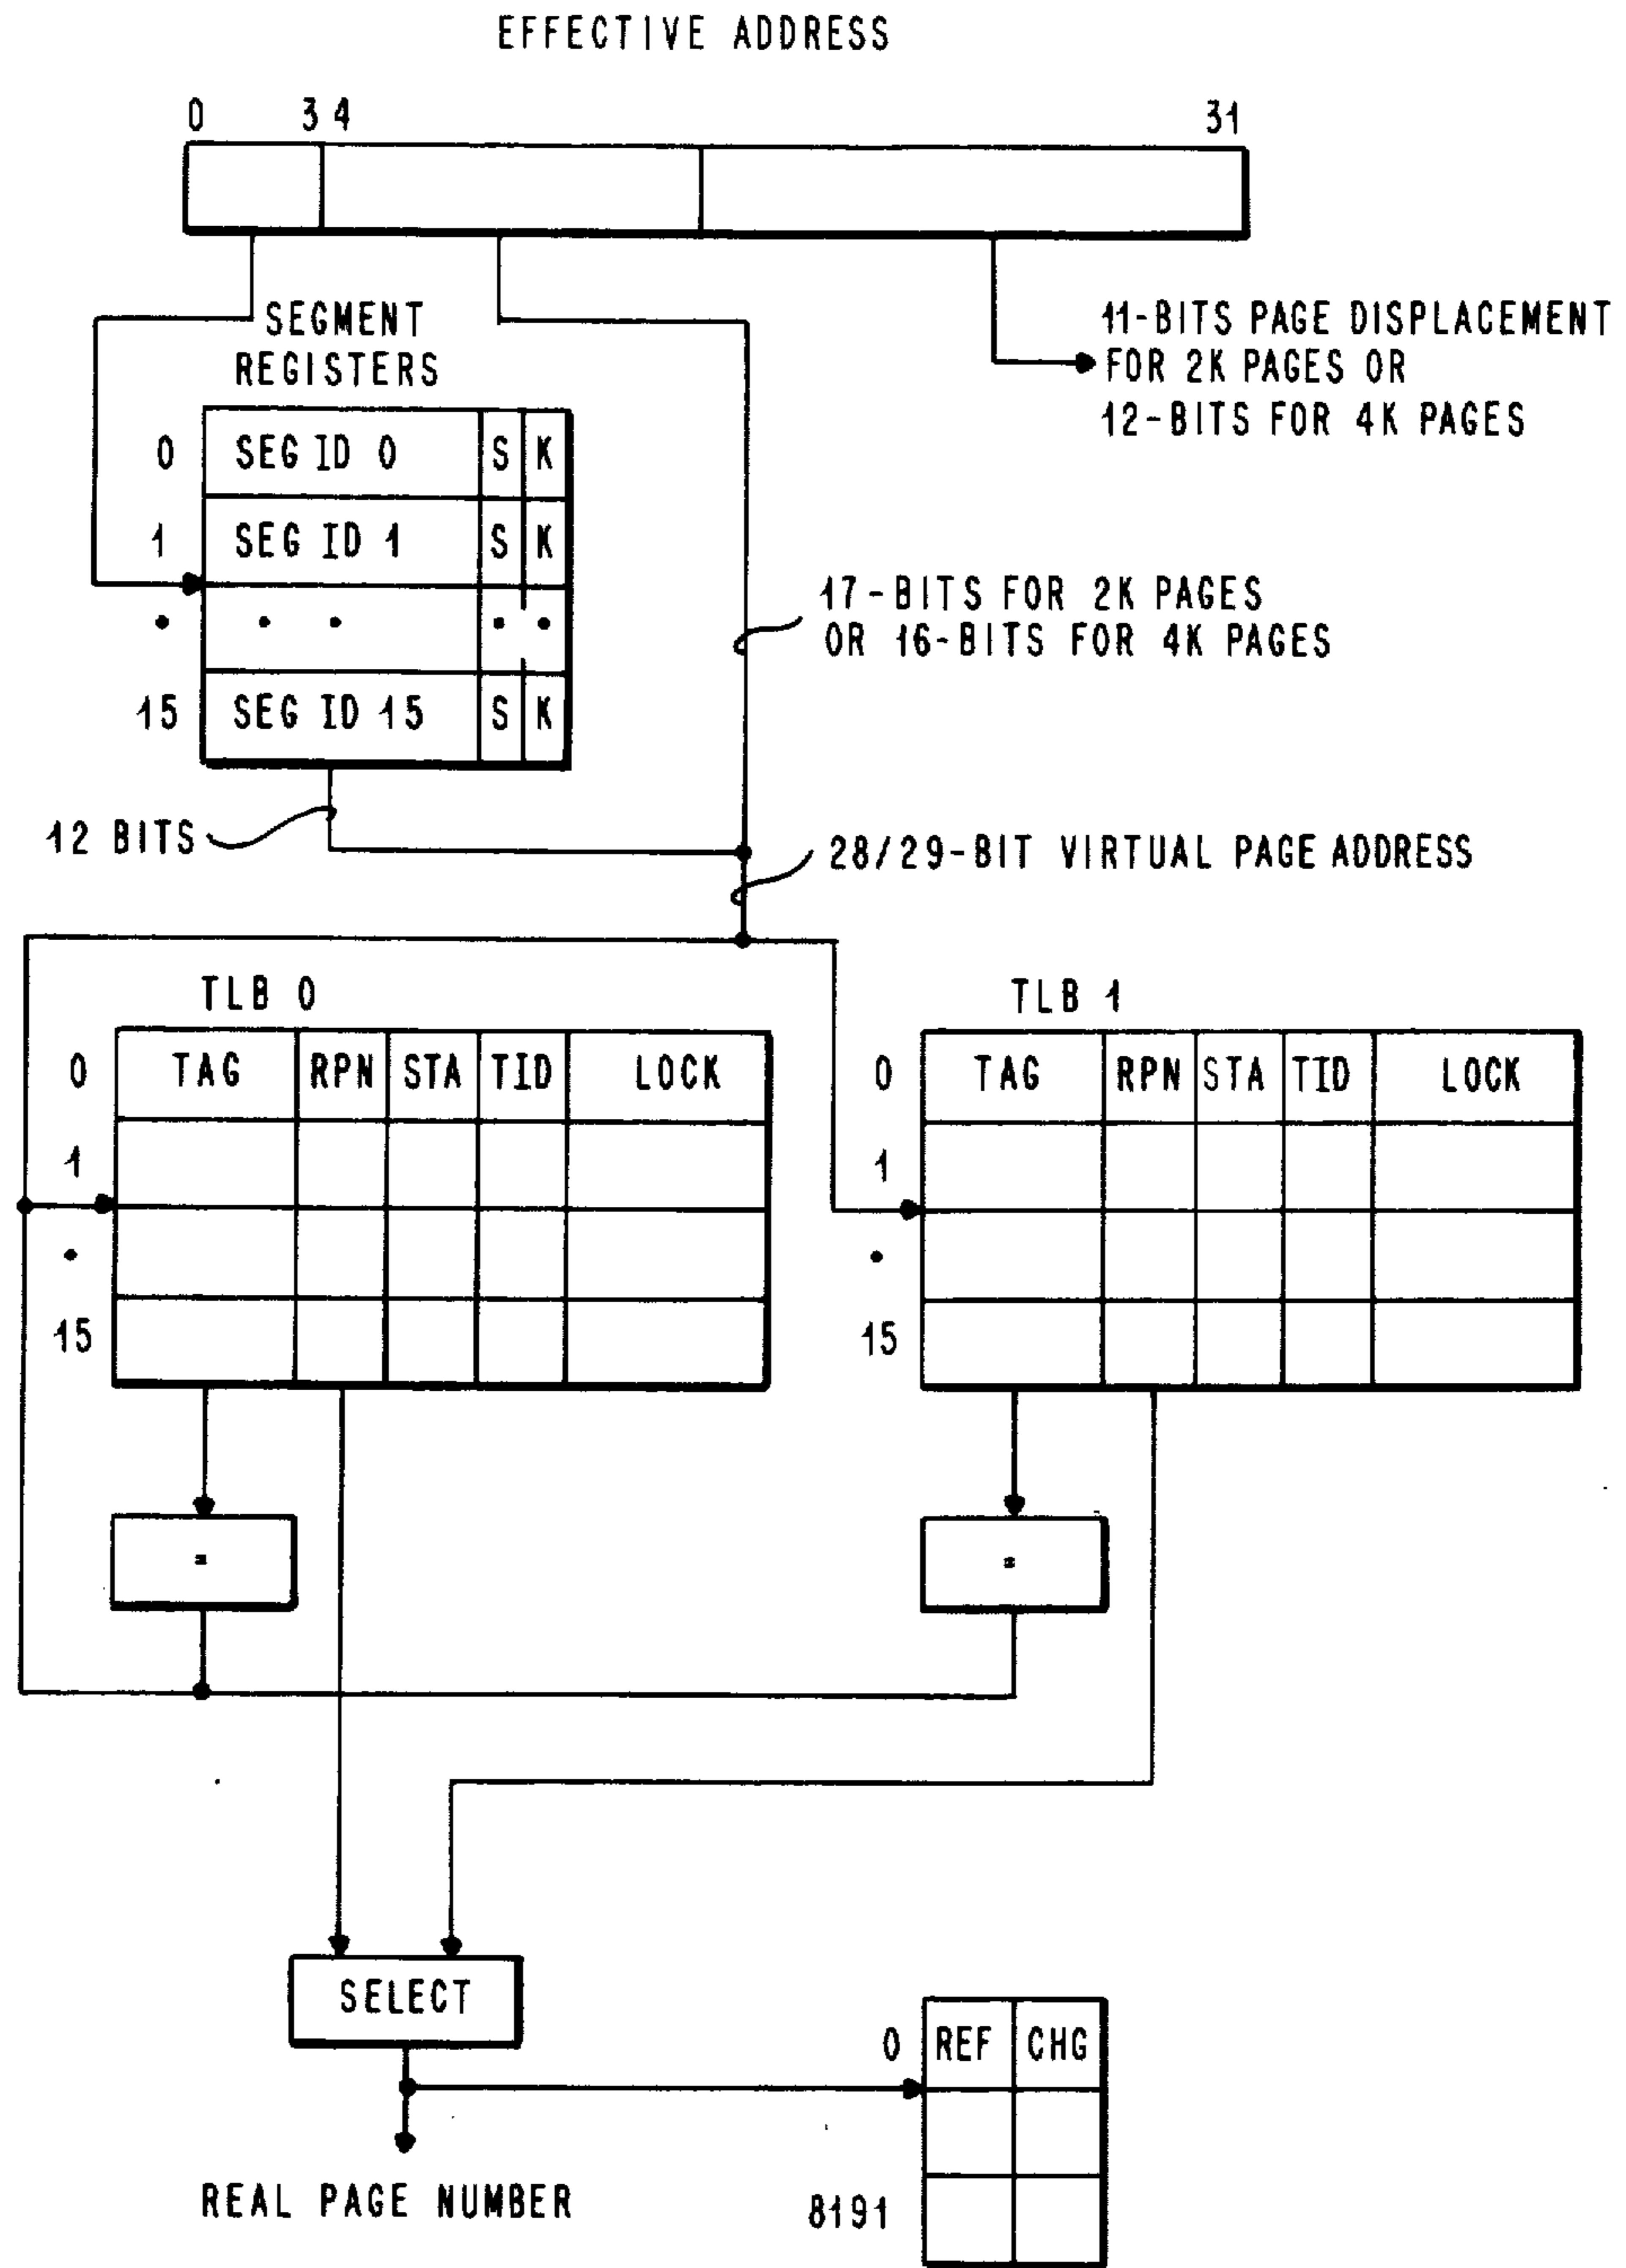 EFFECTIVE ADDRESS
0 3 4 31
SEGMENT
REGISTERS
11-BITS PAGE DISPLACEMENT
FOR 2K PAGES OR
12-BITS FOR 4K PAGES
0 SEG ID 0 S K
1 SEG ID 1 S K
• • • • •
15 SEG ID 15 S K
17-BITS FOR 2K PAGES
OR 16-BITS FOR 4K PAGES
12 BITS
28/29-BIT VIRTUAL PAGE ADDRESS
TLB 0
0 TAG RPN STA TID LOCK
1
•
15
=
TLB 1
0 TAG RPN STA TID LOCK
1
•
15
=
SELECT
0 REF CHG
8191
REAL PAGE NUMBER